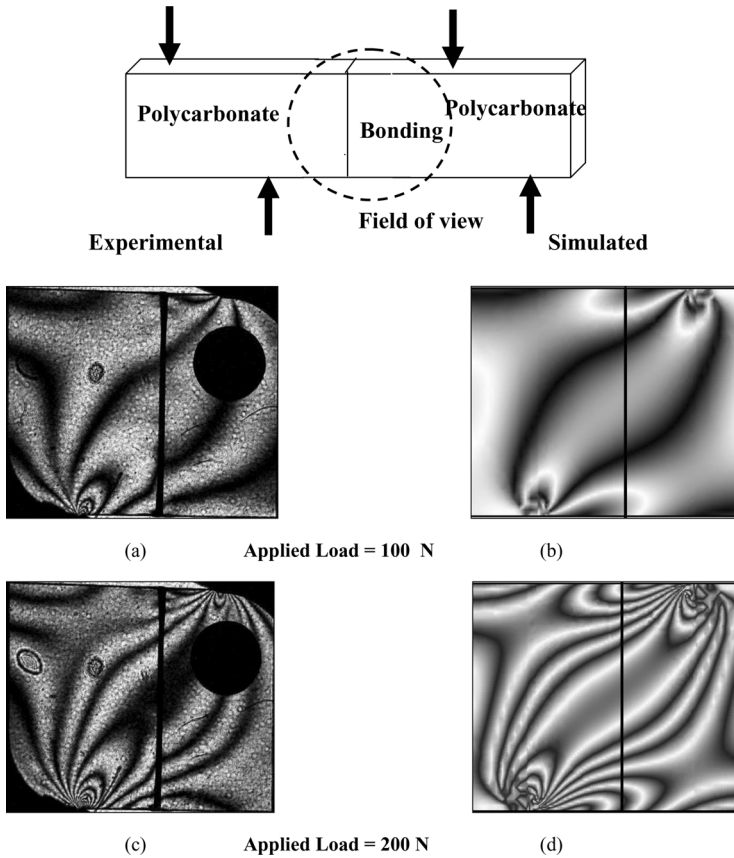 Polycarbonate
Polycarbonate
Bonding
Field of view
Experimental
Simulated
(a)
Applied Load = 100 N
(b)
(c)
Applied Load = 200 N
(d)